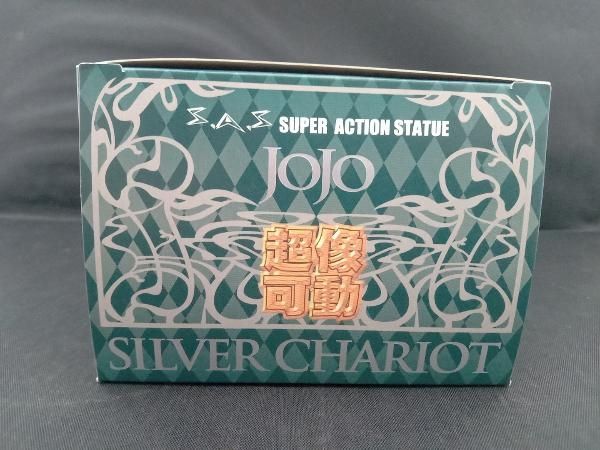 S.A.S SUPER ACTION STATUE
JOJO
超像
可動
SILVER CHARIOT